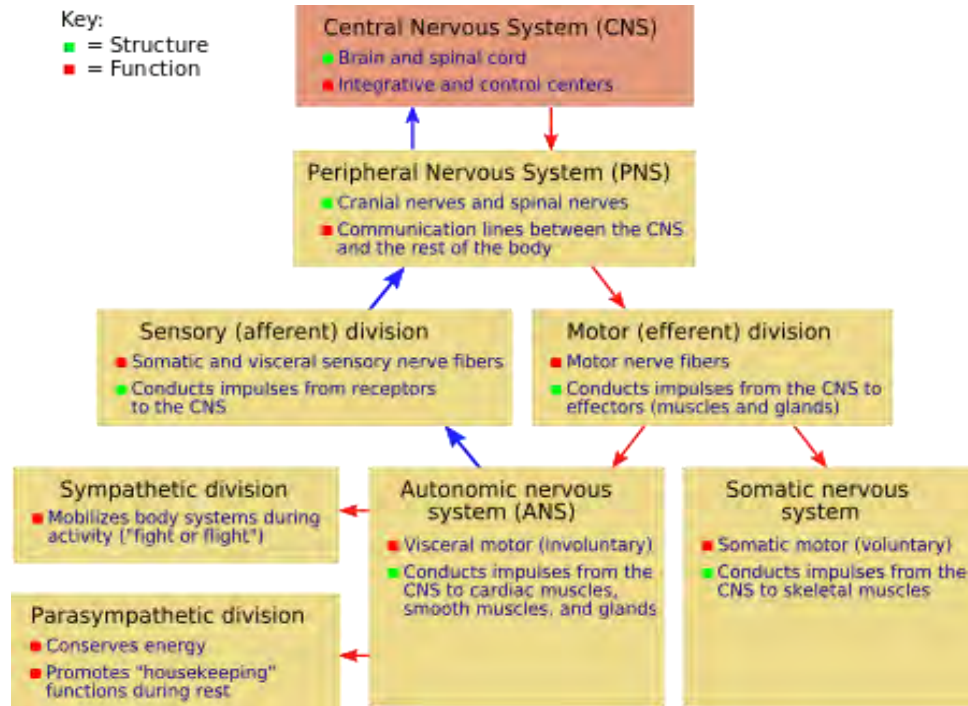 Key:
= Structure
= Function
Central Nervous System (CNS)
Brain and spinal cord
Integrative and control centers
Peripheral Nervous System (PNS)
Cranial nerves and spinal nerves
Communication lines between the CNS
and the rest of the body
Sensory (afferent) division
Somatic and visceral sensory nerve fibers
Conducts impulses from receptors
to the CNS
Motor (efferent) division
Motor nerve fibers
Conducts impulses from the CNS to
effectors (muscles and glands)
Sympathetic division
Mobilizes body systems during
activity ("fight or flight")
Autonomic nervous
system (ANS)
Visceral motor (involuntary)
Conducts impulses from the
CNS to cardiac muscles,
smooth muscles, and glands
Somatic nervous
system
Somatic motor (voluntary)
Conducts impulses from the
CNS to skeletal muscles
Parasympathetic division
Conserves energy
Promotes "housekeeping"
functions during rest